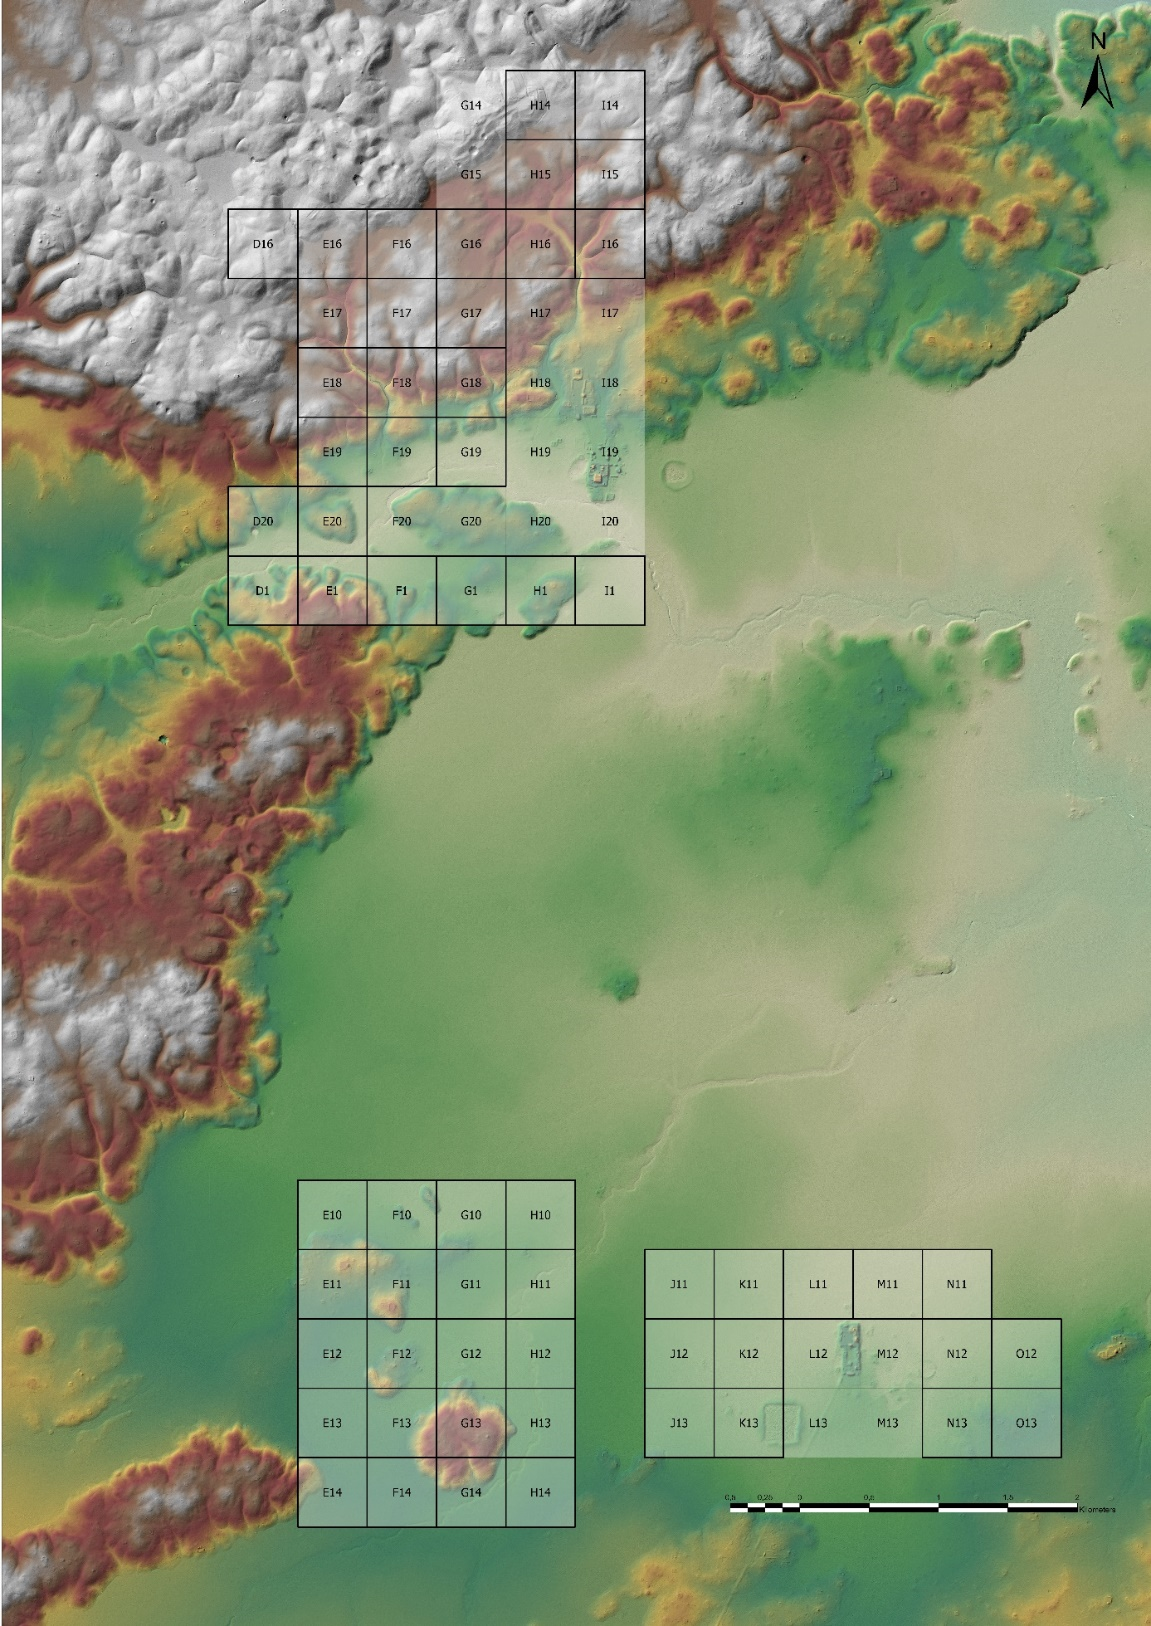 N
G14 H14 I14
G15 H15 I15
D16 E16 F16 G16 H16 I16
E17 F17 G17 H17 I17
E18 F18 G18 H18 I18
E19 F19 G19 H19 I19
D20 E20 F20 G20 H20 I20
D1 E1 F1 G1 H1 I1
E10 F10 G10 H10
E11 F11 G11 H11
E12 F12 G12 H12
E13 F13 G13 H13
E14 F14 G14 H14
J11 K11 L11 M11 N11
J12 K12 L12 M12 N12 O12
J13 K13 L13 M13 N13 O13
0,5 0,25 0 0,5 1 1,5 2
Kilometers